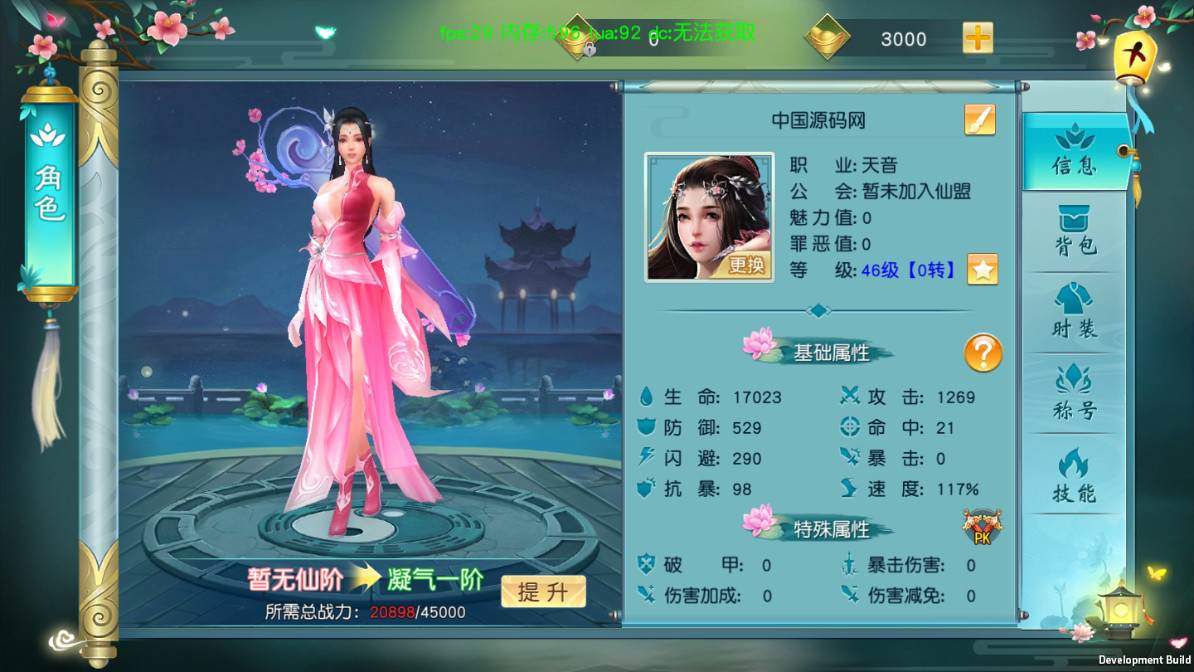 fps:29 内存:596 lua:92 dc:无法获取
0
3000
角色
中国源码网
职 业: 天音
公 会: 暂未加入仙盟
魅力值: 0
罪恶值: 0
等 级: 46级【0转】
更换
基础属性
生 命: 17023
攻 击: 1269
防 御: 529
命 中: 21
闪 避: 290
暴 击: 0
抗 暴: 98
速 度: 117%
特殊属性
PK
破 甲: 0
暴击伤害: 0
伤害加成: 0
伤害减免: 0
暂无仙阶
凝气一阶
所需总战力: 20898/45000
提升
信息
背包
时装
称号
技能
Development Build